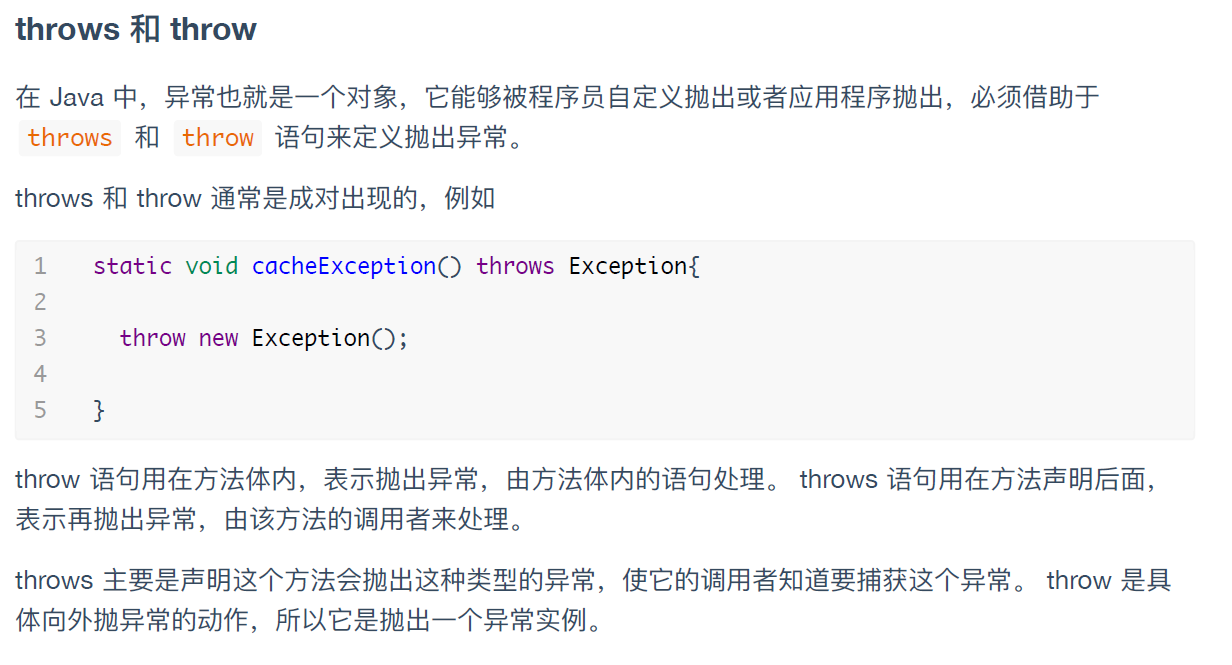 throws 和 throw
在 Java 中，异常也就是一个对象，它能够被程序员自定义抛出或者应用程序抛出，必须借助于
throws 和 throw 语句来定义抛出异常。
throws 和 throw 通常是成对出现的，例如
1 static void cacheException() throws Exception{
2
3 throw new Exception();
4
5 }
throw 语句用在方法体内，表示抛出异常，由方法体内的语句处理。 throws 语句用在方法声明后面，
表示再抛出异常，由该方法的调用者来处理。
throws 主要是声明这个方法会抛出这种类型的异常，使它的调用者知道要捕获这个异常。 throw 是具
体向外抛异常的动作，所以它是抛出一个异常实例。